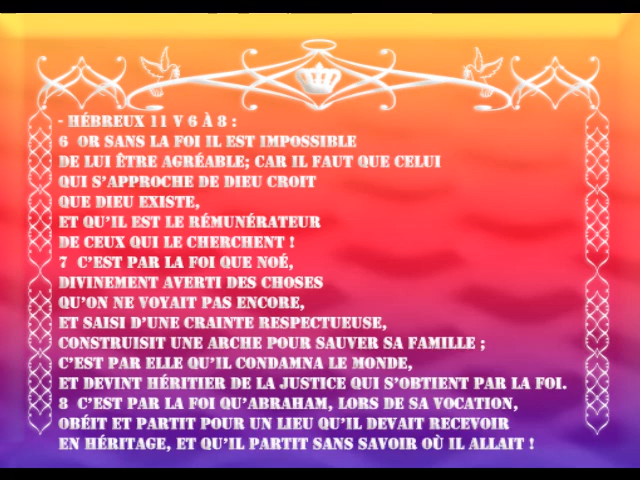 - HÉBREUX 11 V 6 À 8 :
6 OR SANS LA FOI IL EST IMPOSSIBLE
DE LUI ÊTRE AGRÉABLE; CAR IL FAUT QUE CELUI
QUI S'APPROCHE DE DIEU CROIT
QUE DIEU EXISTE,
ET QU'IL EST LE RÉMUNÉRATEUR
DE CEUX QUI LE CHERCHENT !
7 C'EST PAR LA FOI QUE NOÉ,
DIVINEMENT AVERTI DES CHOSES
QU'ON NE VOYAIT PAS ENCORE,
ET SAISI D'UNE CRAINTE RESPECTUEUSE,
CONSTRUISIT UNE ARCHE POUR SAUVER SA FAMILLE ;
C'EST PAR ELLE QU'IL CONDAMNA LE MONDE,
ET DEVINT HÉRITIER DE LA JUSTICE QUI S'OBTIENT PAR LA FOI.
8 C'EST PAR LA FOI QU'ABRAHAM, LORS DE SA VOCATION,
OBÉIT ET PARTIT POUR UN LIEU QU'IL DEVAIT RECEVOIR
EN HÉRITAGE, ET QU'IL PARTIT SANS SAVOIR OÙ IL ALLAIT !